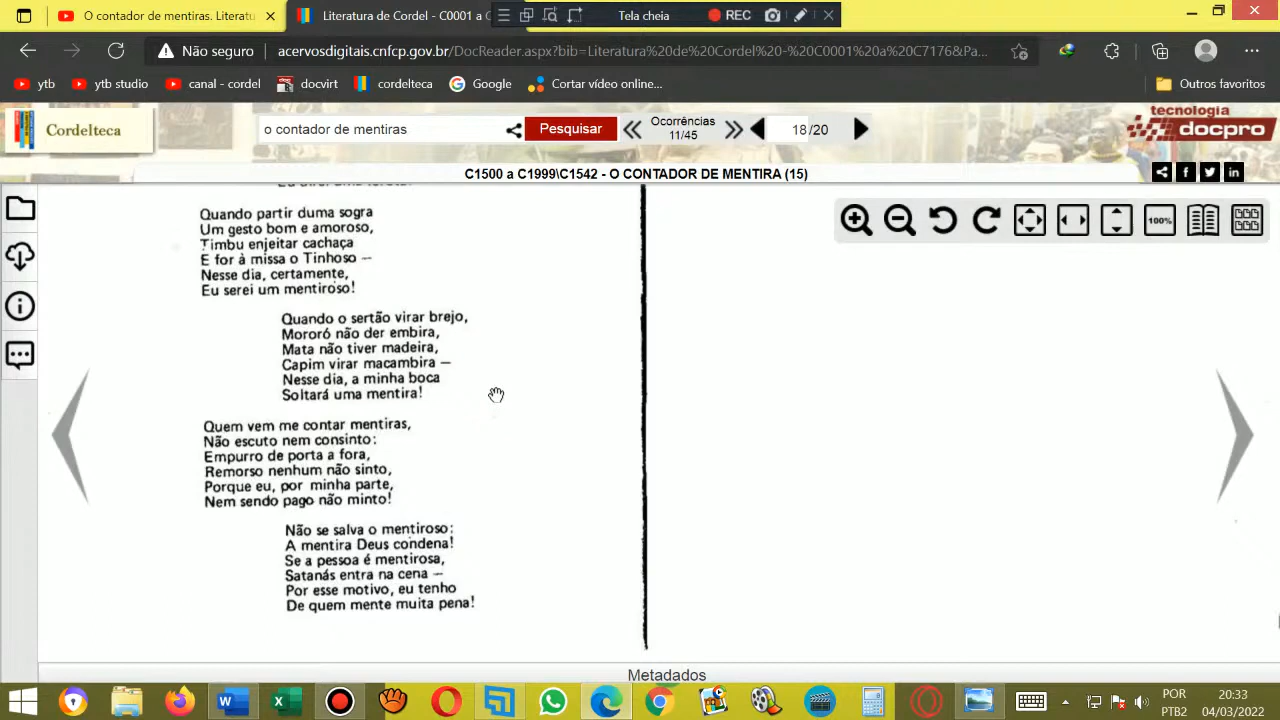 O contador de mentiras. Literatu
Literatura de Cordel - C0001 a C
Tela cheia
REC
Não seguro
acervosdigitais.cnfcp.gov.br/DocReader.aspx?bib=Literatura%20de%20Cordel%20-%20C0001%20a%20C7176&Pa...
ytb
ytb studio
canal - cordel
docvirt
cordelteca
Google
Cortar vídeo online...
Outros favoritos
Cordelteca
o contador de mentiras
Pesquisar
Ocorrências
11/45
18 /20
tecnologia
docpro
C1500 a C1999\C1542 - O CONTADOR DE MENTIRA (15)
100%
Quando partir duma sogra
Um gesto bom e amoroso,
Timbu enjeitar cachaça
E for à missa o Tinhoso —
Nesse dia, certamente,
Eu serei um mentiroso!
Quando o sertão virar brejo,
Mororó não der embira,
Mata não tiver madeira,
Capim virar macambira —
Nesse dia, a minha boca
Soltará uma mentira!
Quem vem me contar mentiras,
Não escuto nem consinto:
Empurro de porta a fora,
Remorso nenhum não sinto,
Porque eu, por minha parte,
Nem sendo pago não minto!
Não se salva o mentiroso:
A mentira Deus condena!
Se a pessoa é mentirosa,
Satanás entra na cena —
Por esse motivo, eu tenho
De quem mente muita pena!
Metadados
POR
PTB2
20:33
04/03/2022